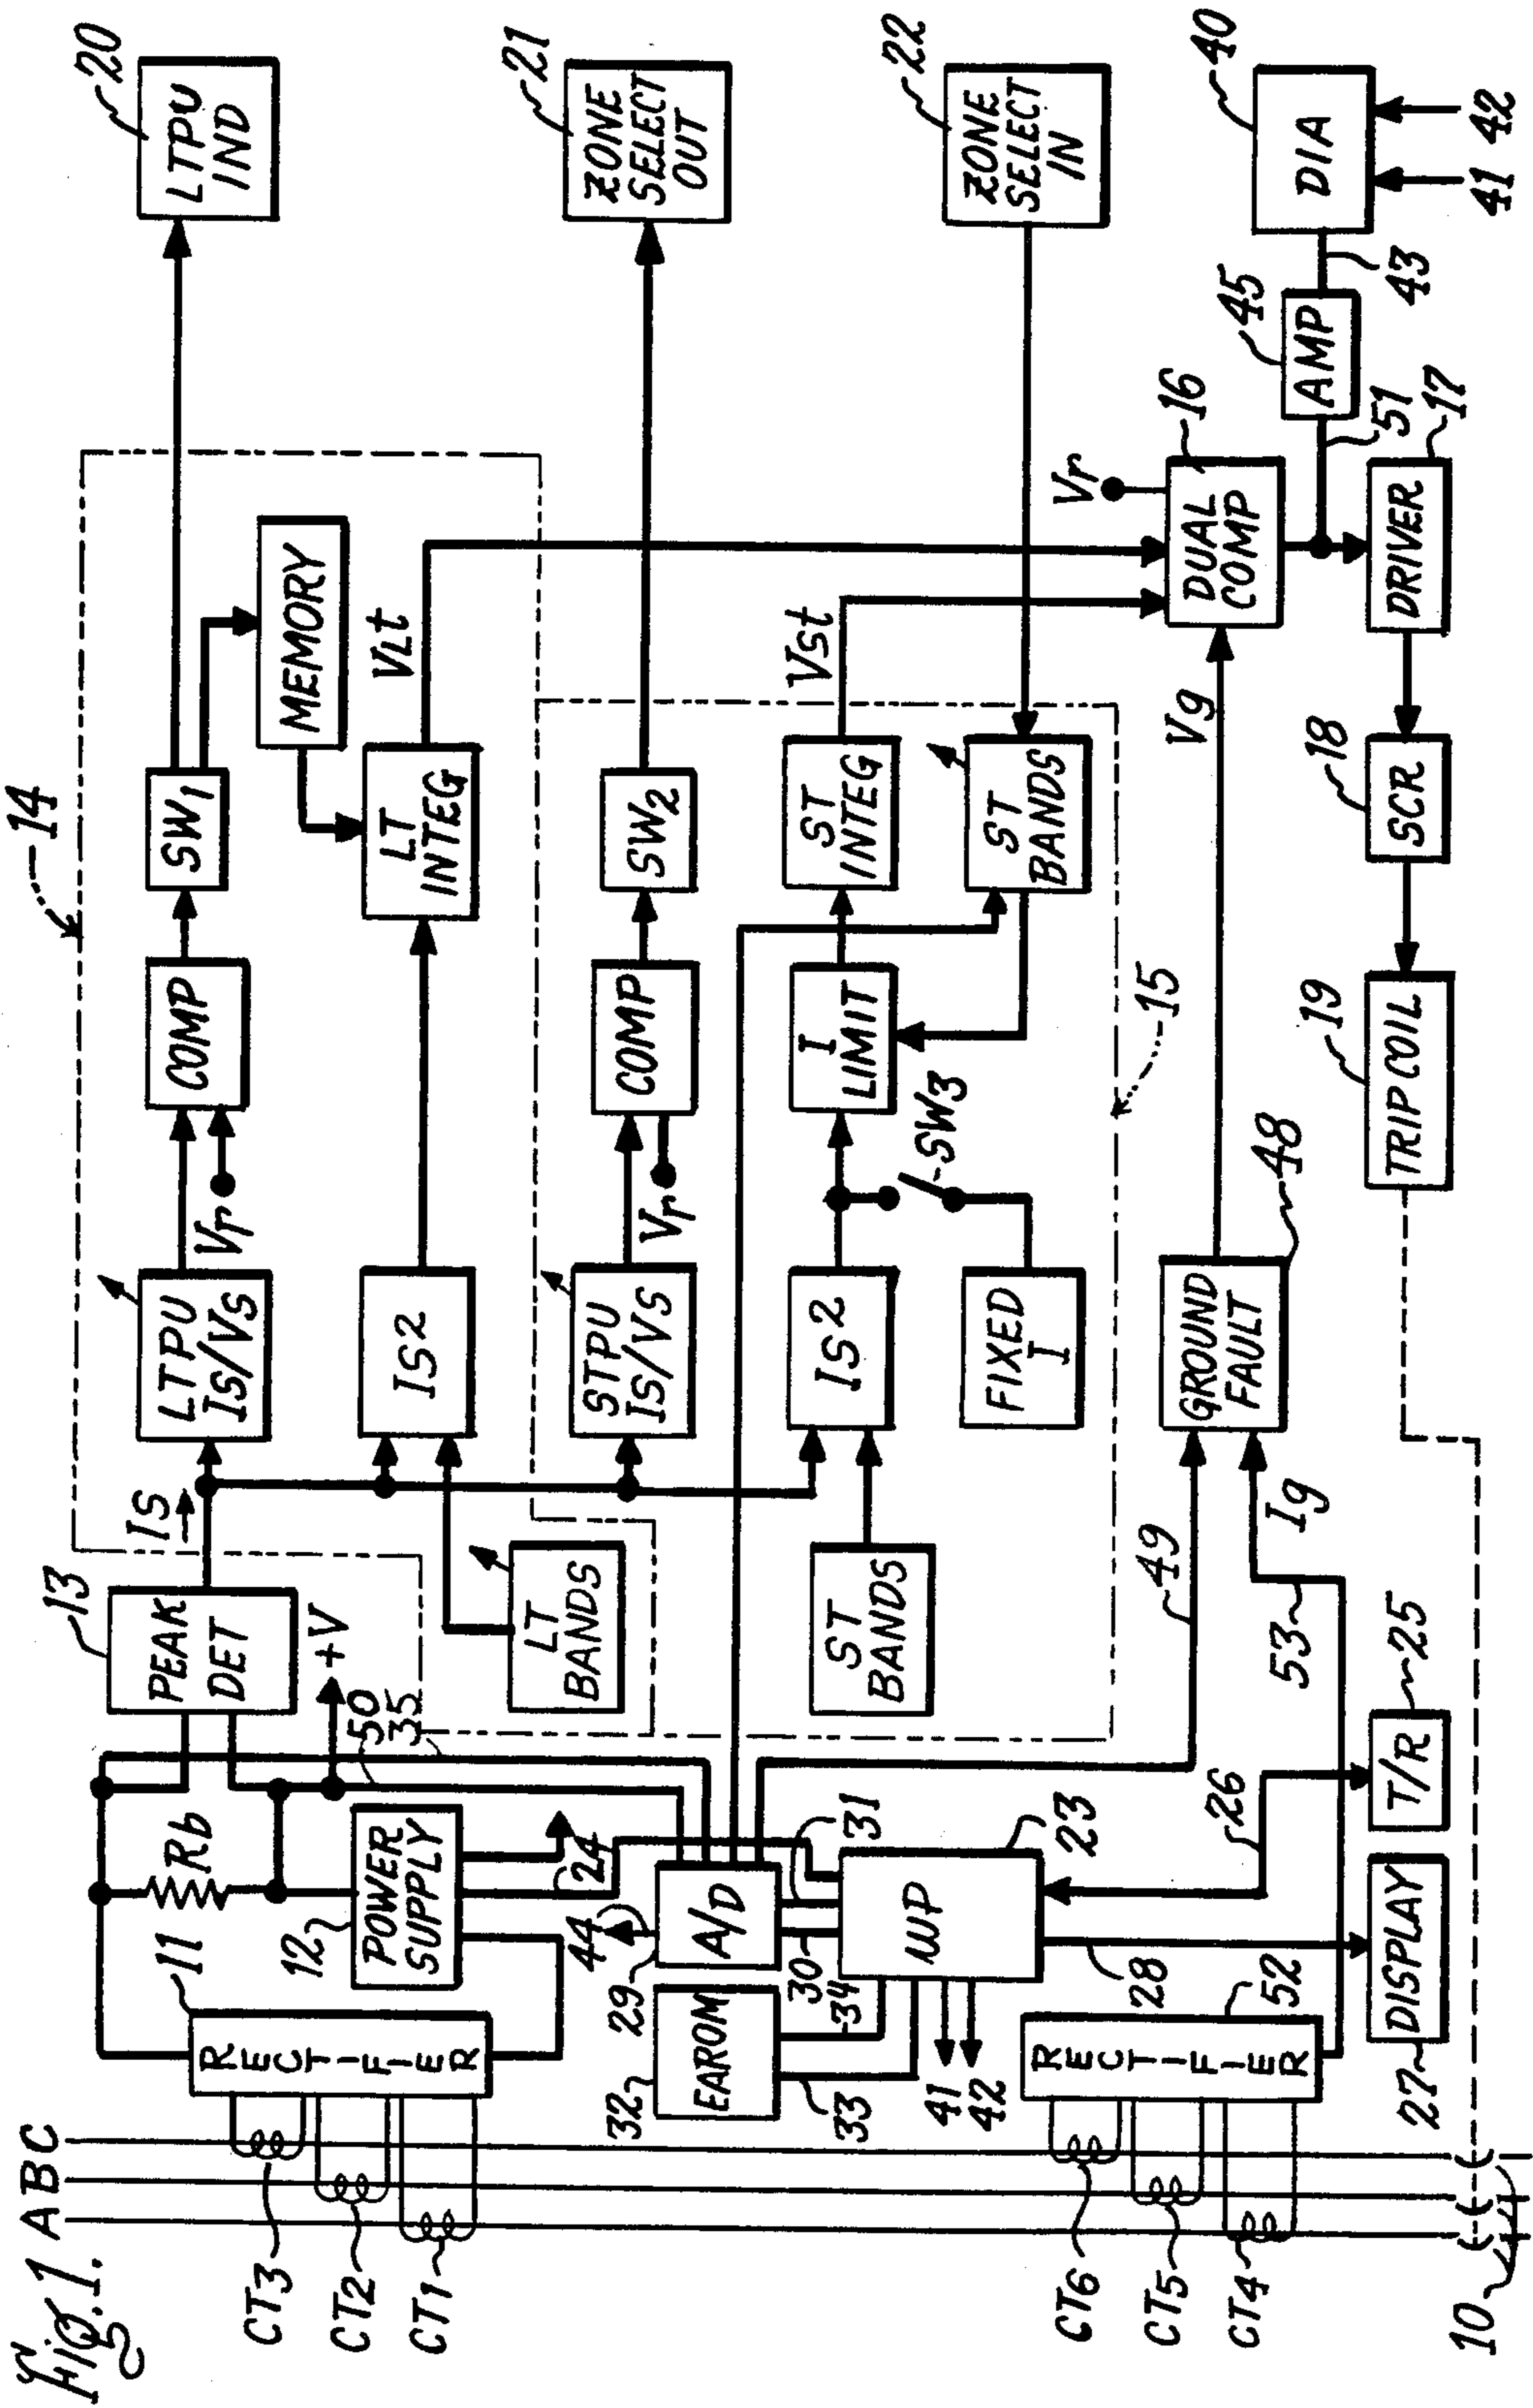 Fig. 1.
5
A B C
CT3
CT2
CT1
CT6
CT5
CT4
10
11
RECTIFIER
Rb
12
POWER
SUPPLY
24
+V
50
35
13
PEAK
DET
IS
14
LTPU
IS/VS
Vr
COMP
SW1
20
LTPU
IND
MEMORY
LT
BANDS
IS2
LT
INTEG
VLt
STPU
IS/VS
Vr
COMP
SW2
21
ZONE
SELECT
OUT
ST
BANDS
IS2
FIXED
I
SW3
I
LIMIT
ST
INTEG
Vst
ST
BANDS
22
ZONE
SELECT
IN
15
32
EAROM
33
34
29
44
A/D
30
31
μP
23
41
42
49
GROUND
FAULT
48
Ig
53
Vg
Vr
16
DUAL
COMP
51
45
AMP
43
40
DIA
41
42
52
RECTIFIER
28
26
27
DISPLAY
T/R
25
19
TRIP COIL
18
SCR
17
DRIVER